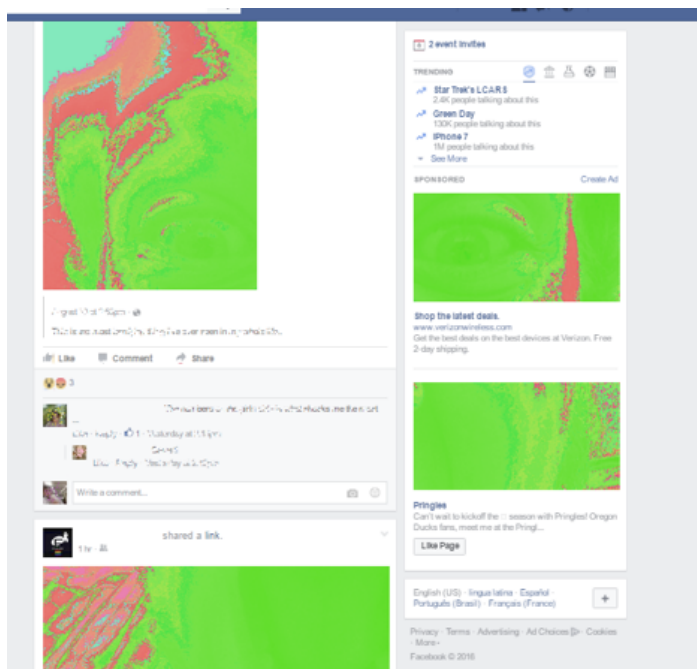 Like Comment Share
3
1
Write a comment...
shared a link.
1 hr
2 event invites
TRENDING
Star Trek's LCARS
2.4K people talking about this
Green Day
130K people talking about this
iPhone 7
1M people talking about this
See More
SPONSORED Create Ad
Shop the latest deals.
www.verizonwireless.com
Get the best deals on the best devices at Verizon. Free
2-day shipping.
Pringles
Can't wait to kickoff the season with Pringles! Oregon
Ducks fans, meet me at the Pringl...
Like Page
English (US) · lingua latina · Español ·
Português (Brasil) · Français (France)
Privacy · Terms · Advertising · Ad Choices · Cookies
· More
Facebook © 2016